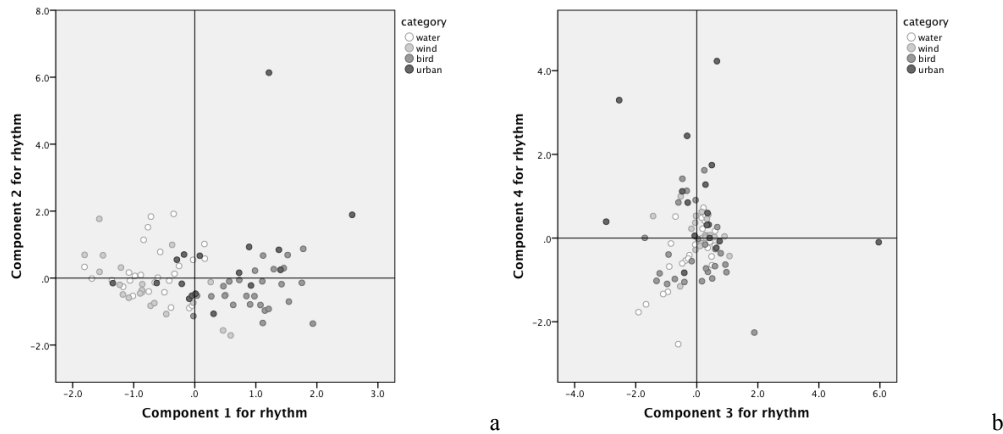 8.0
6.0
4.0
2.0
.0
-2.0
-2.0
-1.0
.0
1.0
2.0
3.0
Component 2 for rhythm
Component 1 for rhythm
category
water
wind
bird
urban
a
4.0
2.0
.0
-2.0
-4.0
-2.0
.0
2.0
4.0
6.0
Component 4 for rhythm
Component 3 for rhythm
category
water
wind
bird
urban
b